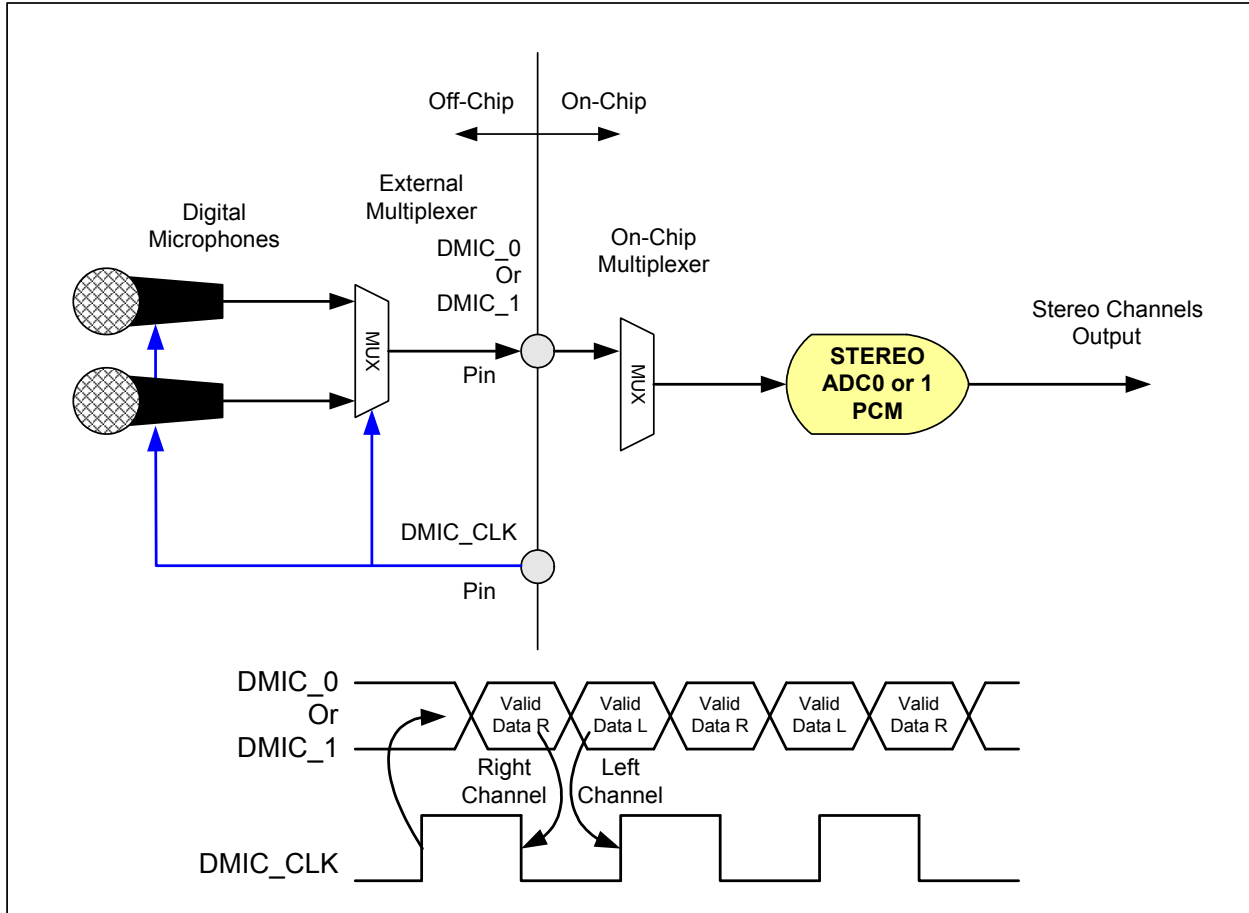 Off-Chip
On-Chip
External
Multiplexer
Digital
Microphones
DMIC_0
Or
DMIC_1
On-Chip
Multiplexer
Stereo Channels
Output
MUX
MUX
STEREO
ADC0 or 1
PCM
Pin
DMIC_CLK
Pin
DMIC_0
Or
DMIC_1
Valid
Data R
Valid
Data L
Valid
Data R
Valid
Data L
Valid
Data R
Right
Channel
Left
Channel
DMIC_CLK